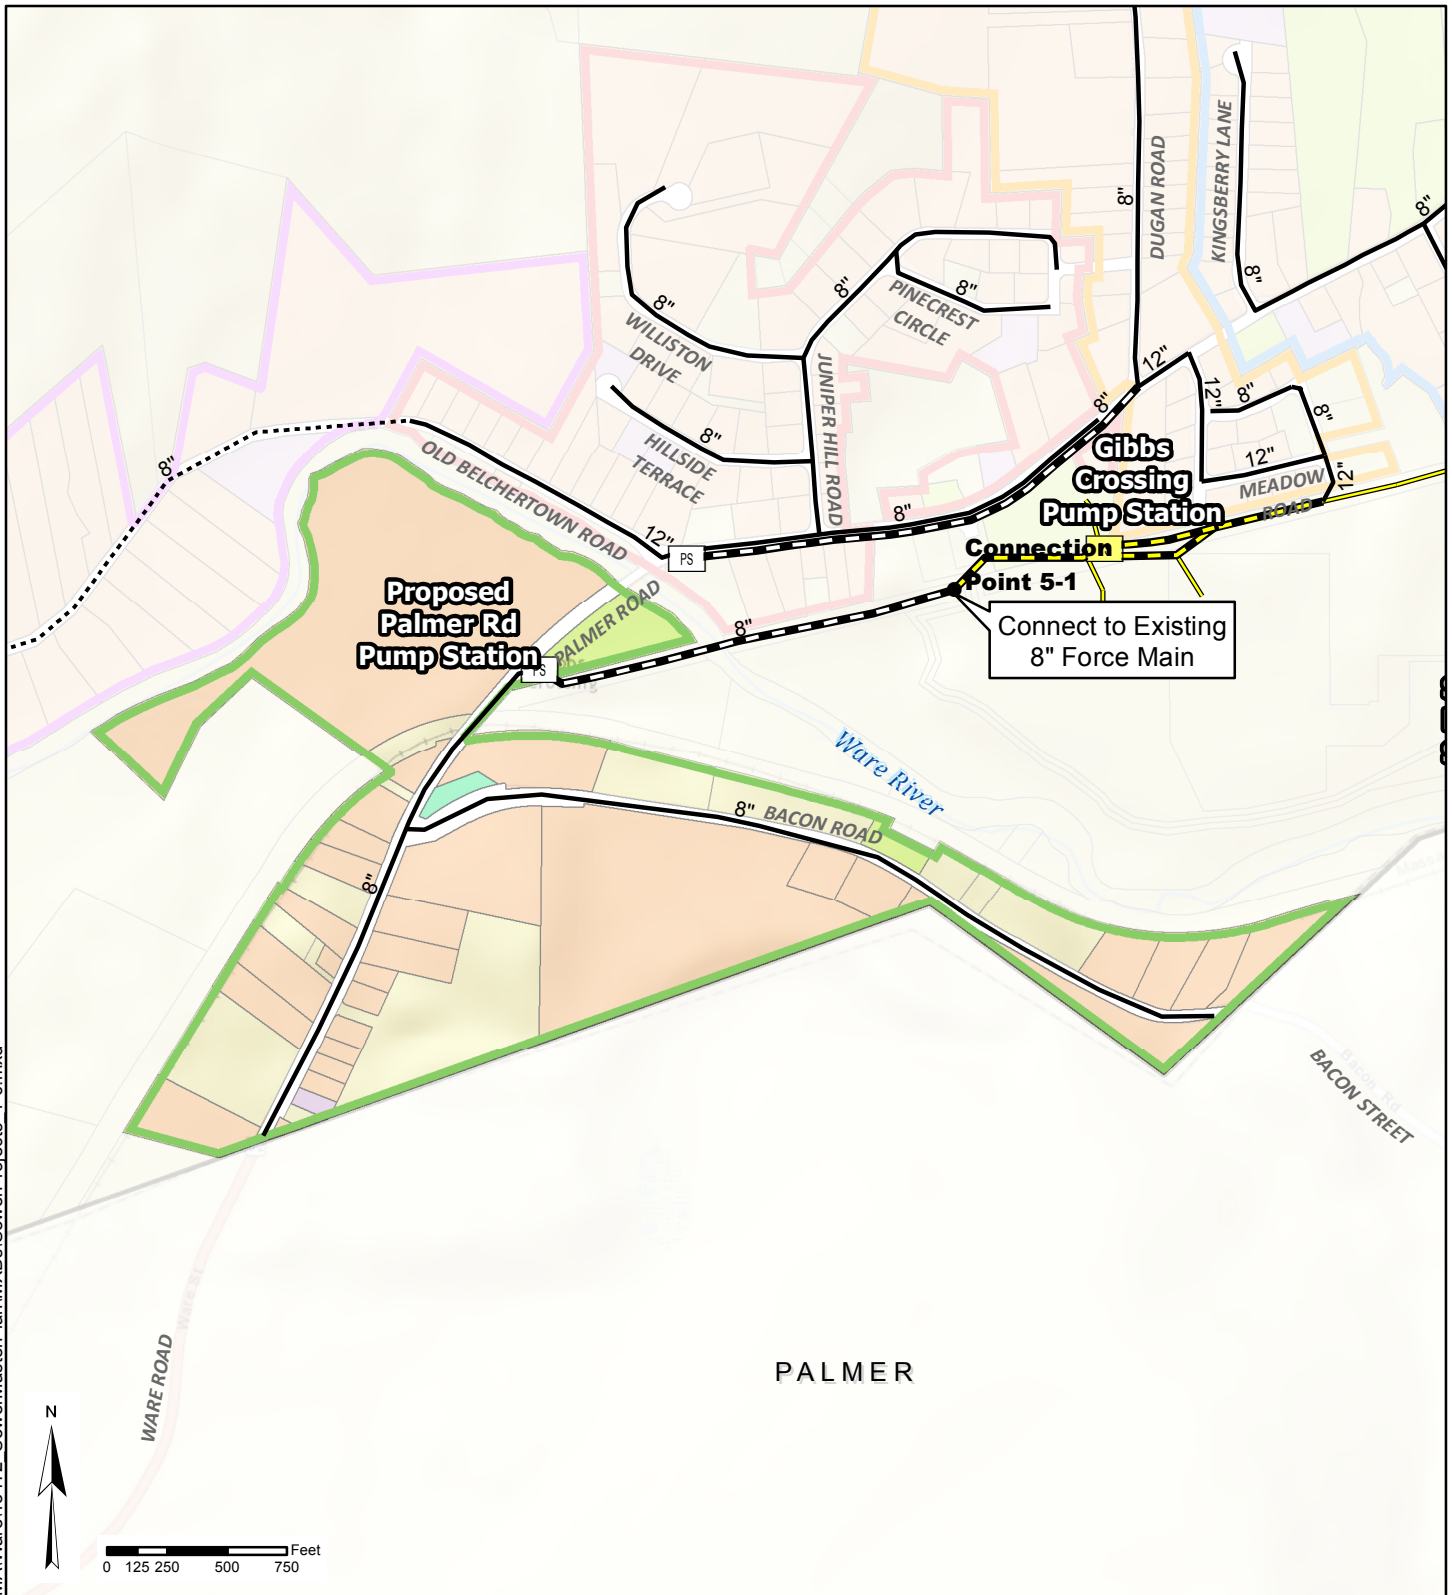 8"
DUGAN ROAD
KINGSBERRY LANE
8"
8"
8"
PINECREST
CIRCLE
8"
8"
WILLISTON
DRIVE
JUNIPER HILL ROAD
12"
12"
8"
8"
8"
HILLSIDE
TERRACE
8"
OLD BELCHERTOWN ROAD
8"
12"
Gibbs
Crossing
Pump Station
12"
12"
MEADOW
ROAD
8"
PS
Connection
Point 5-1
Connect to Existing
8" Force Main
Proposed
Palmer Rd
Pump Station
PALMER ROAD
8"
PS
Ware River
8"
BACON ROAD
8"
BACON STREET
Bacon Rd
Ware St
WARE ROAD
PALMER
N
0 125 250 500 750
Feet